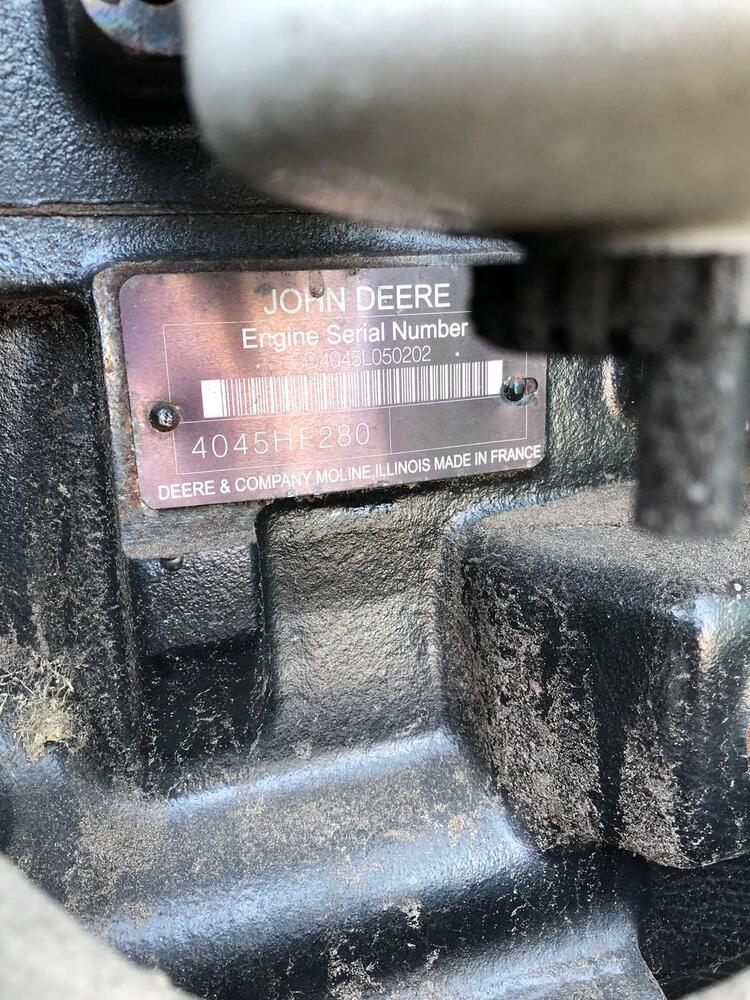 JOHN DEERE
Engine Serial Number
* CD4045L050202 *
4045HF280
DEERE & COMPANY MOLINE, ILLINOIS MADE IN FRANCE